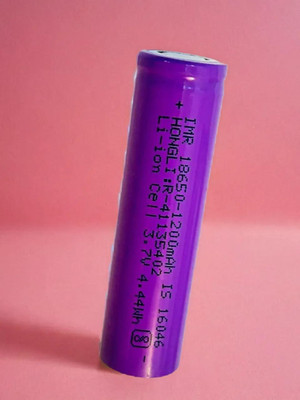 + IMR 18650-1200mAh IS 16046
HONGLI:R-41135402
Li-ion Cell 3.7V 4.44Wh -